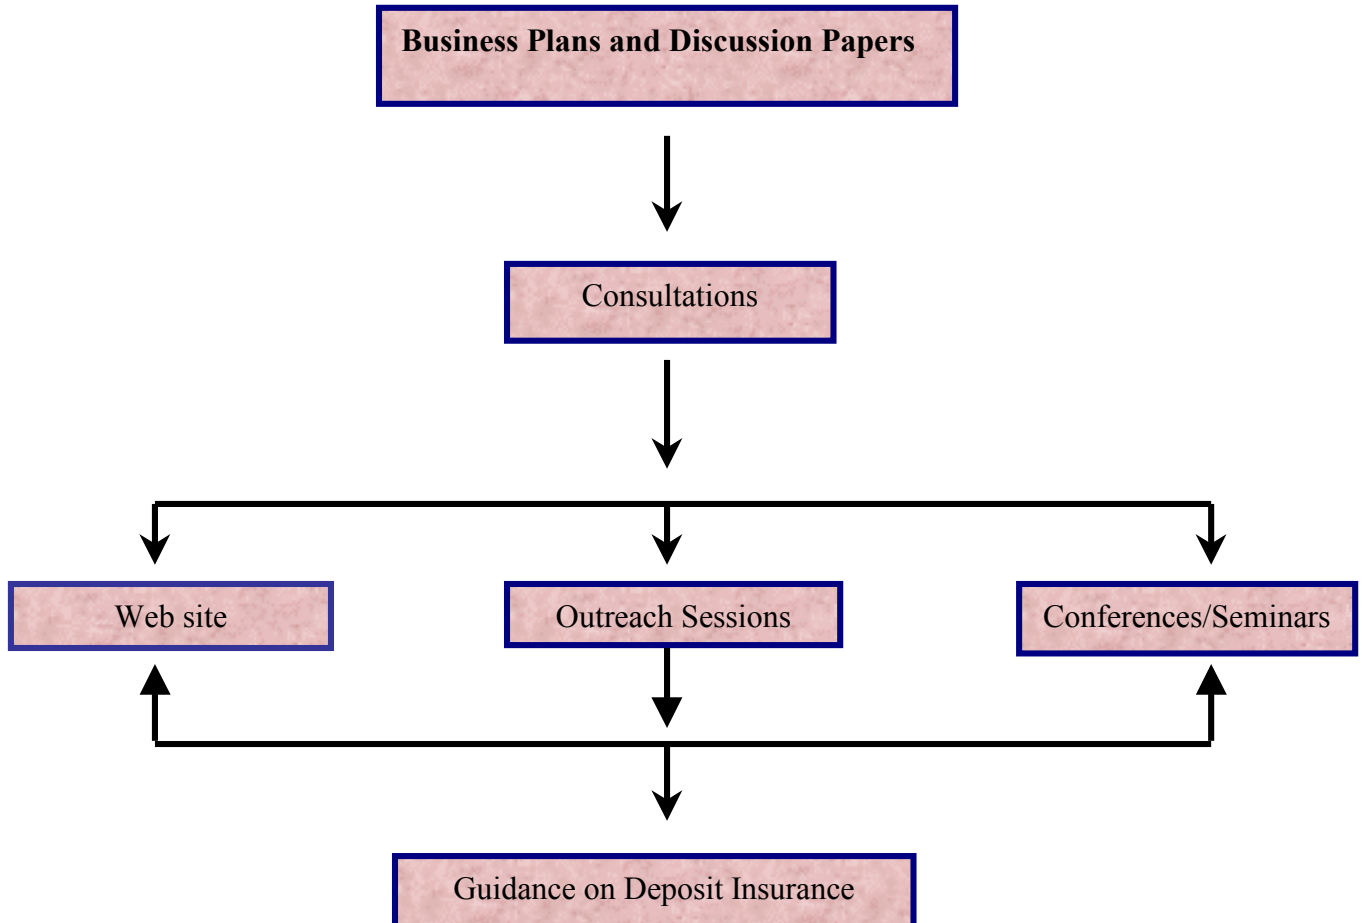 Business Plans and Discussion Papers
Consultations
Web site
Outreach Sessions
Conferences/Seminars
Guidance on Deposit Insurance